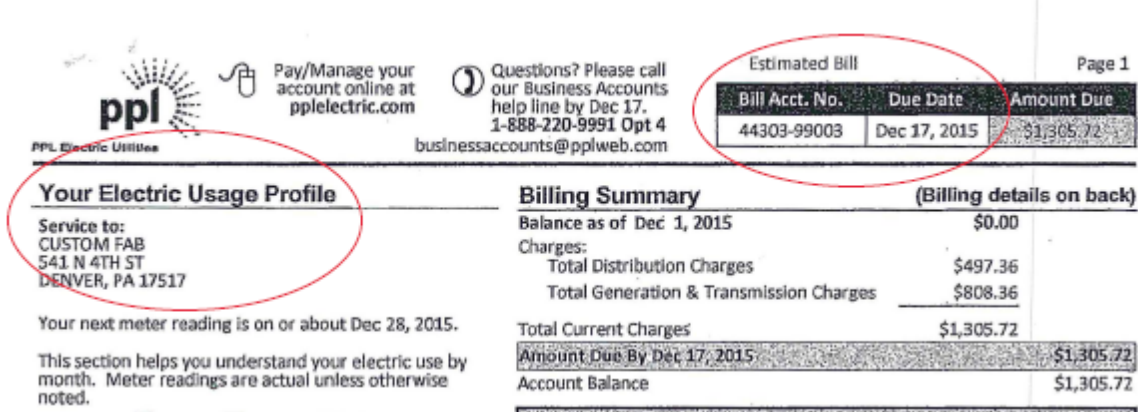 ppl
PPL Electric Utilities
Pay/Manage your
account online at
pplelectric.com
Questions? Please call
our Business Accounts
help line by Dec 17.
1-888-220-9991 Opt 4
businessaccounts@pplweb.com
Estimated Bill
Page 1
Bill Acct. No. Due Date Amount Due
44303-99003 Dec 17, 2015 $1,305.72
Your Electric Usage Profile
Service to:
CUSTOM FAB
541 N 4TH ST
DENVER, PA 17517
Your next meter reading is on or about Dec 28, 2015.
This section helps you understand your electric use by
month. Meter readings are actual unless otherwise
noted.
Billing Summary (Billing details on back)
Balance as of Dec 1, 2015 $0.00
Charges:
Total Distribution Charges $497.36
Total Generation & Transmission Charges $808.36
Total Current Charges $1,305.72
Amount Due By Dec 17, 2015 $1,305.72
Account Balance $1,305.72